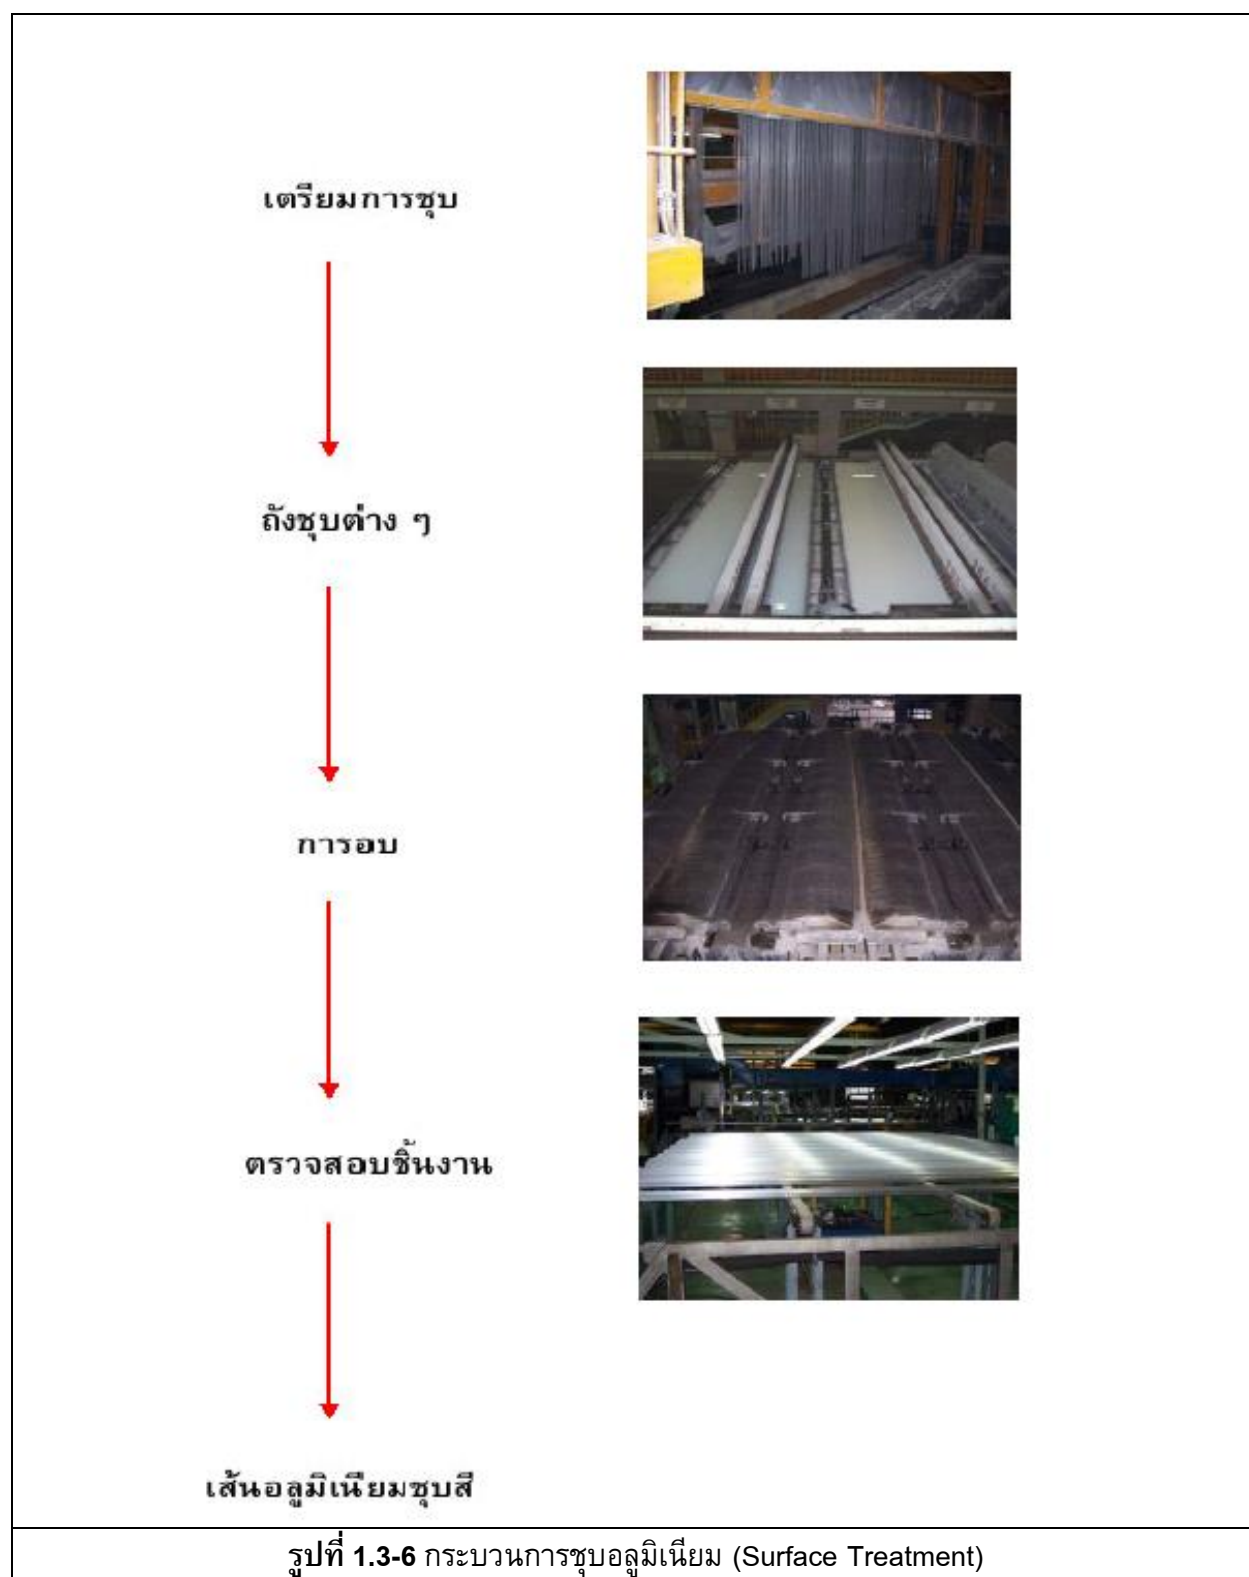 เตรียมการชุบ
ถังชุบต่าง ๆ
การอบ
ตรวจสอบชิ้นงาน
เส้นอลูมิเนียมชุบสี
รูปที่ 1.3-6 กระบวนการชุบอลูมิเนียม (Surface Treatment)